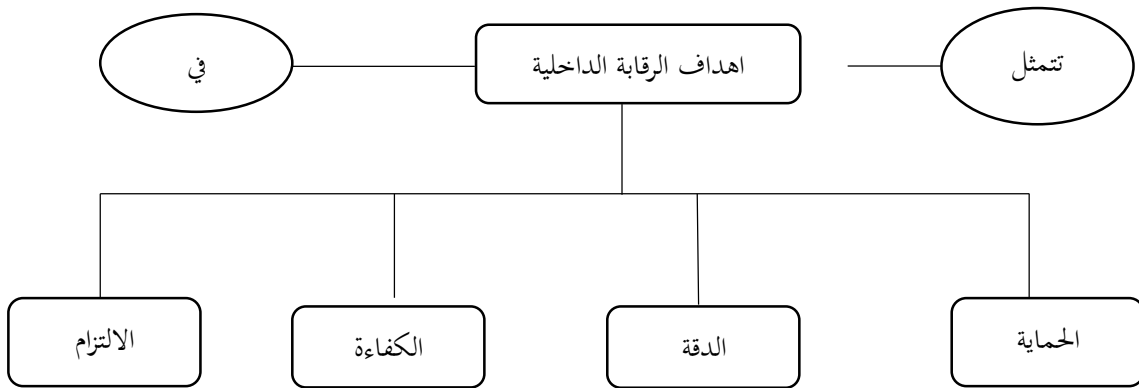 تتمثل
اهداف الرقابة الداخلية
في
الحماية
الدقة
الكفاءة
الالتزام